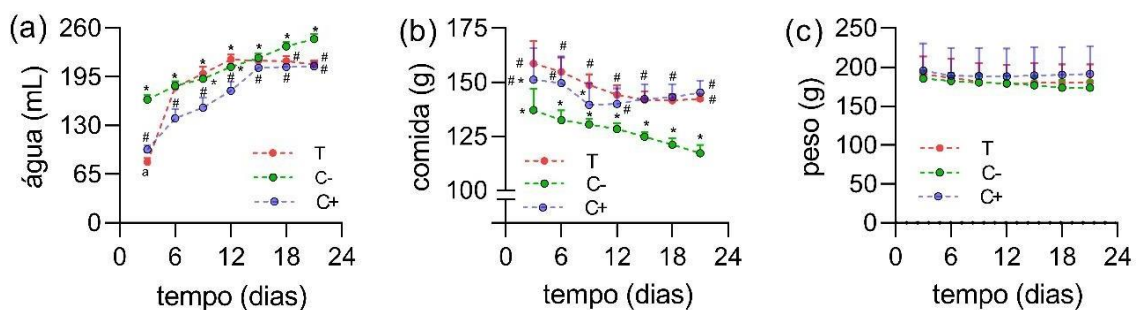 (a)
água (mL)
260
195
130
65
0
* * * * * * *
# # # # # # #
a
T
C-
C+
0 6 12 18 24
tempo (dias)
(b)
comida (g)
175
150
125
100
# # # # # # #
* * * * * * *
T
C-
C+
0 6 12 18 24
tempo (dias)
(c)
peso (g)
250
200
150
100
50
0
T
C-
C+
0 6 12 18 24
tempo (dias)